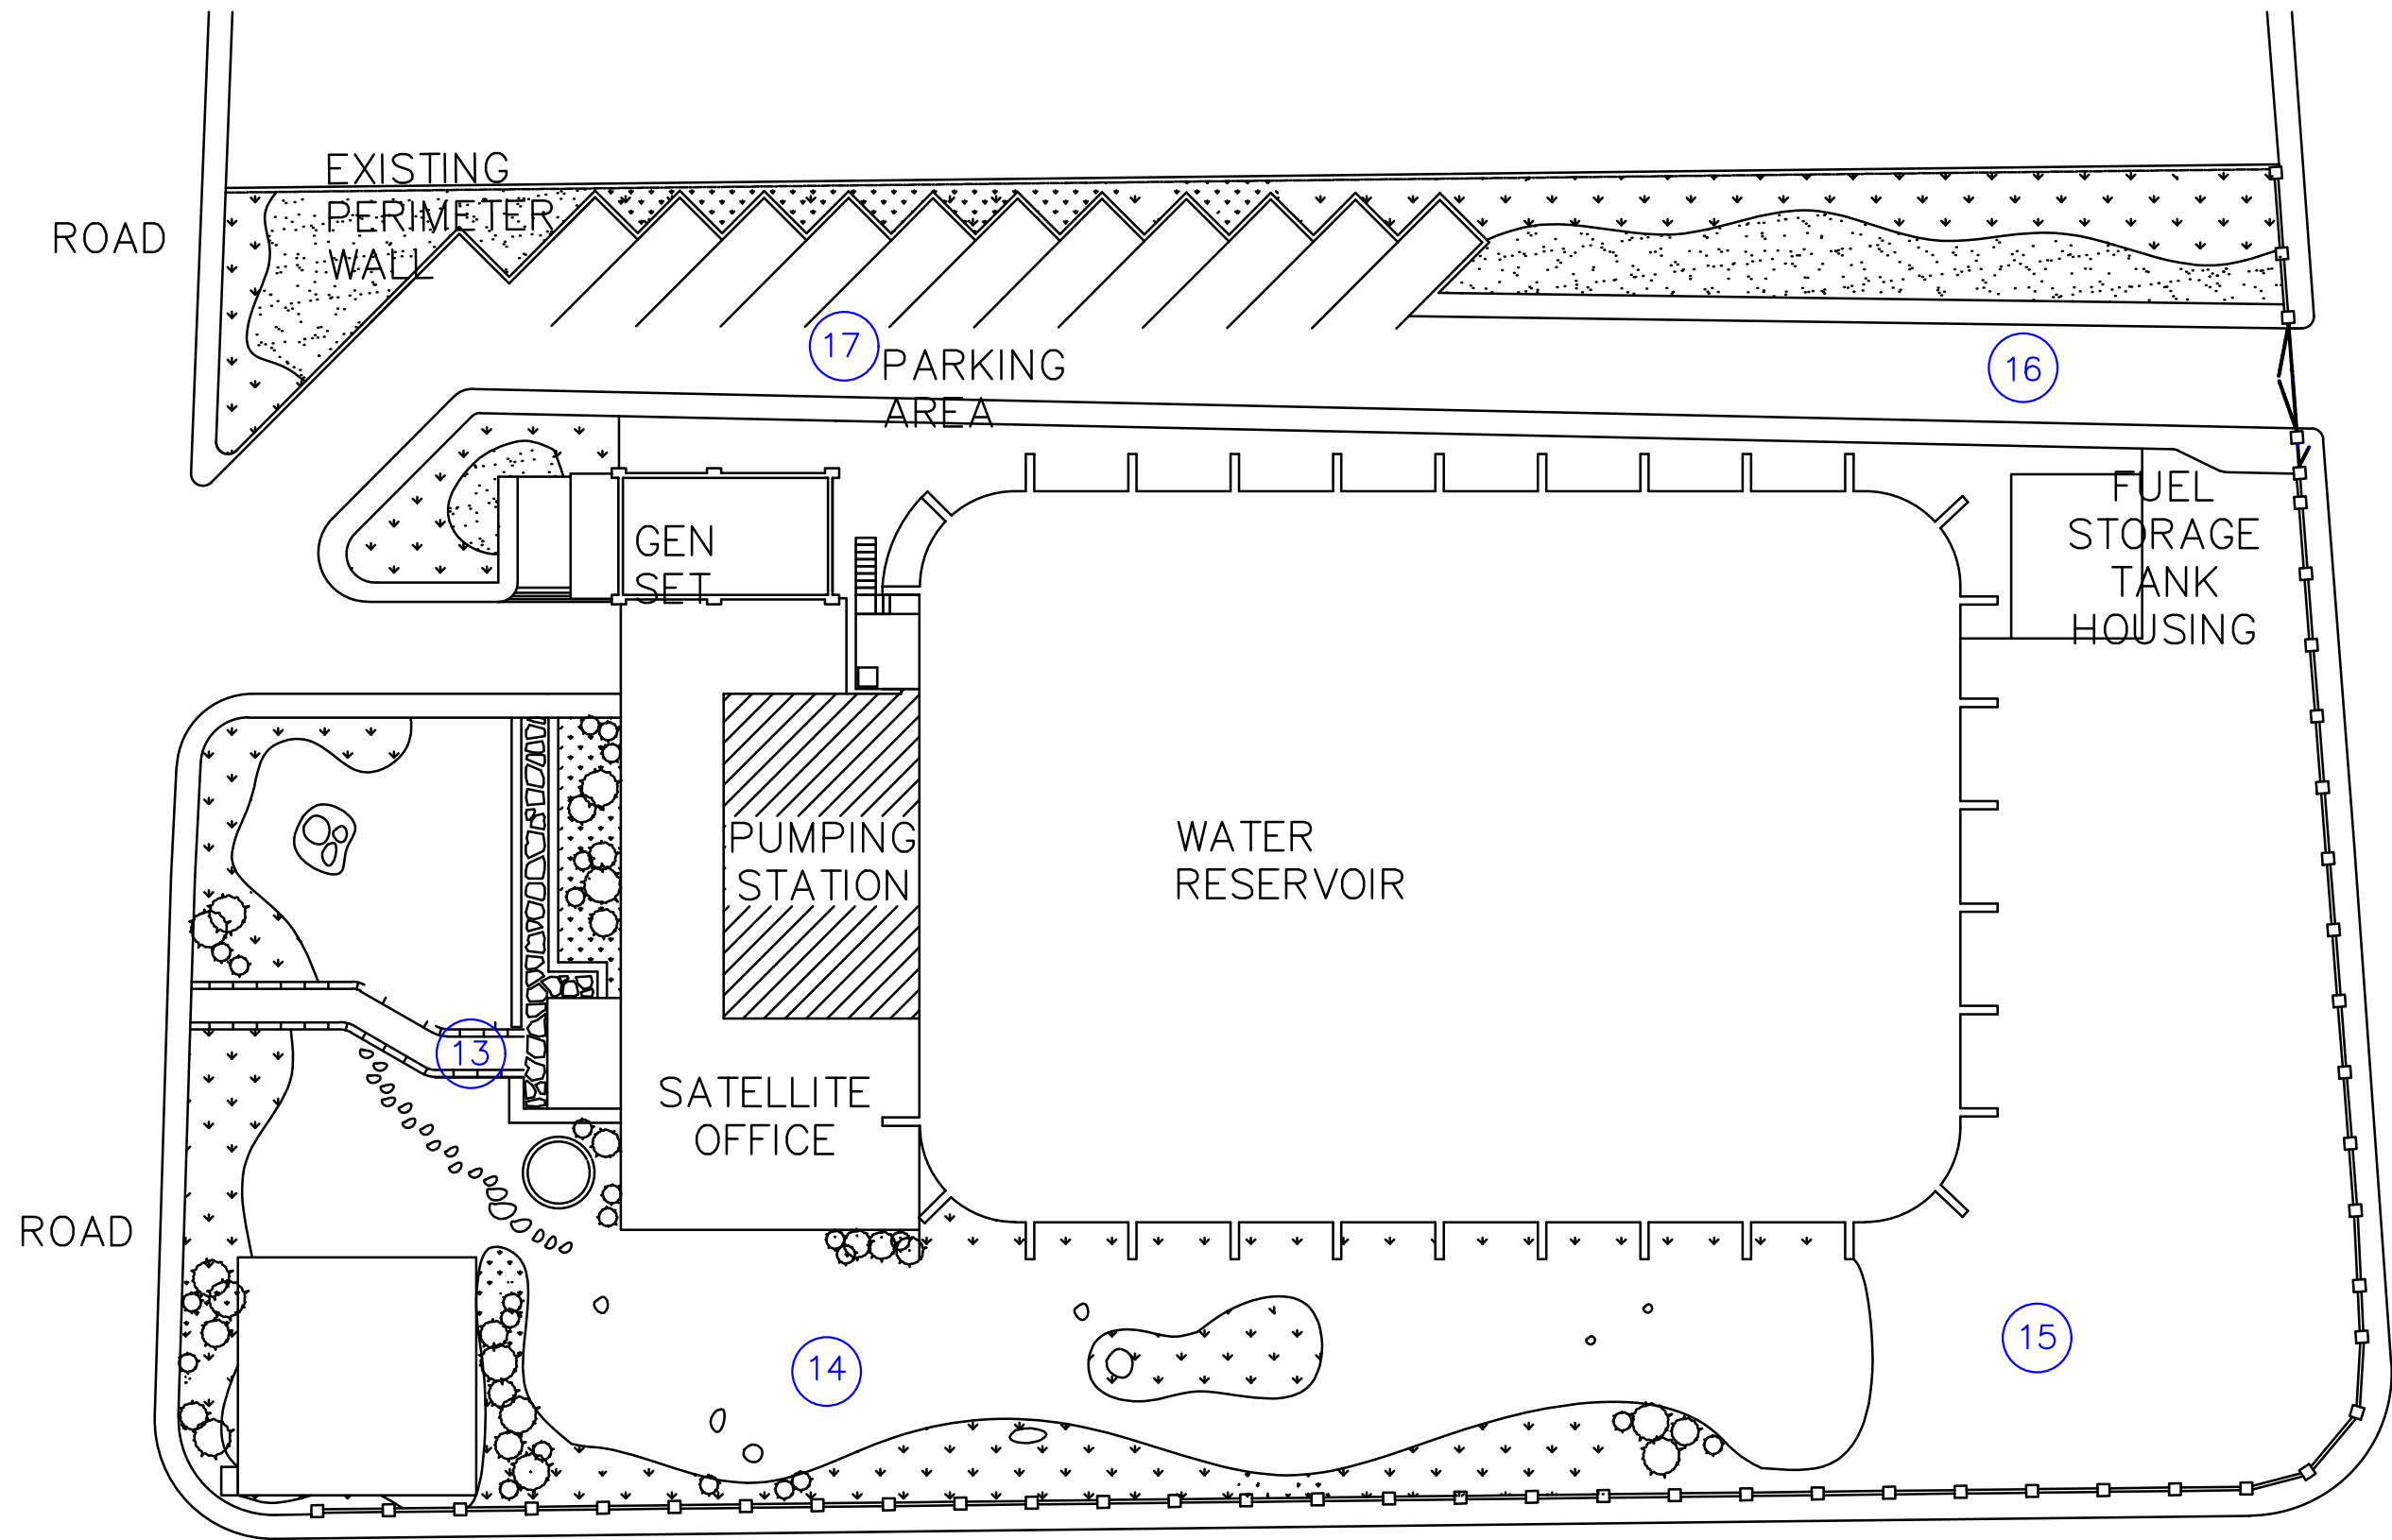 EXISTING
PERIMETER
WALL
ROAD
17
PARKING
AREA
16
FUEL
STORAGE
TANK
HOUSING
GEN
SET
PUMPING
STATION
WATER
RESERVOIR
13
SATELLITE
OFFICE
ROAD
14
15